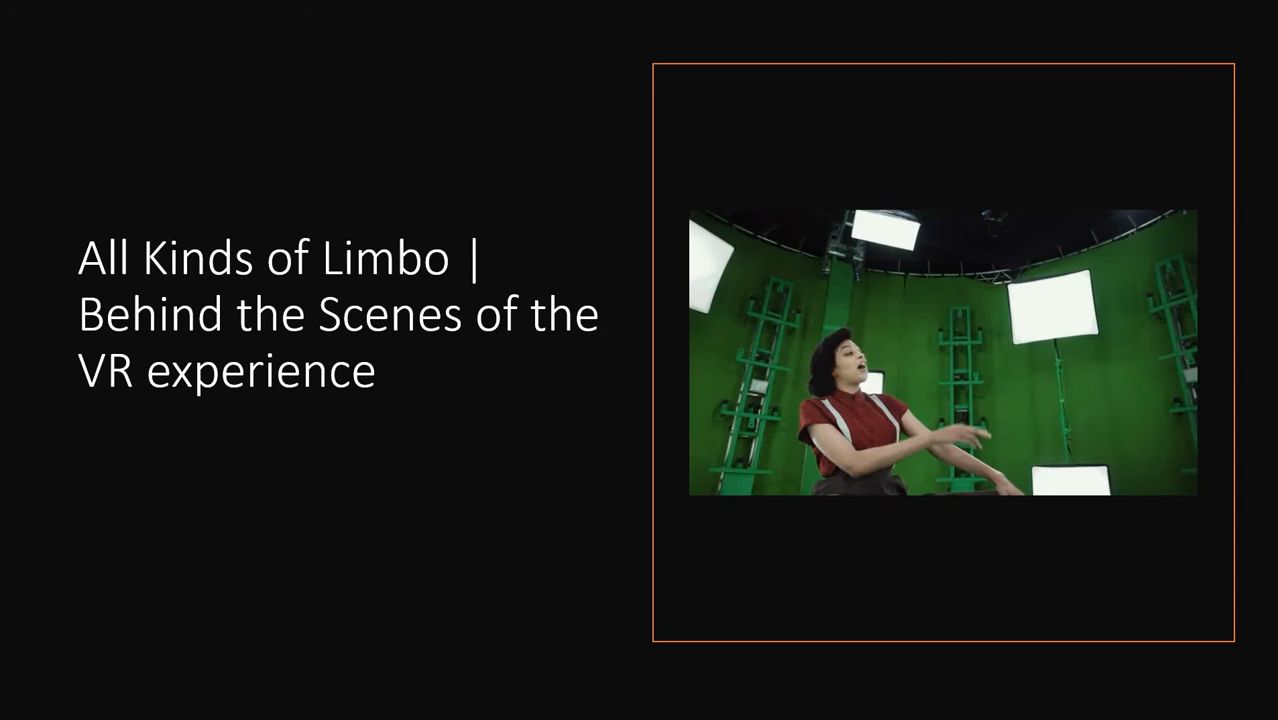 All Kinds of Limbo |
Behind the Scenes of the
VR experience